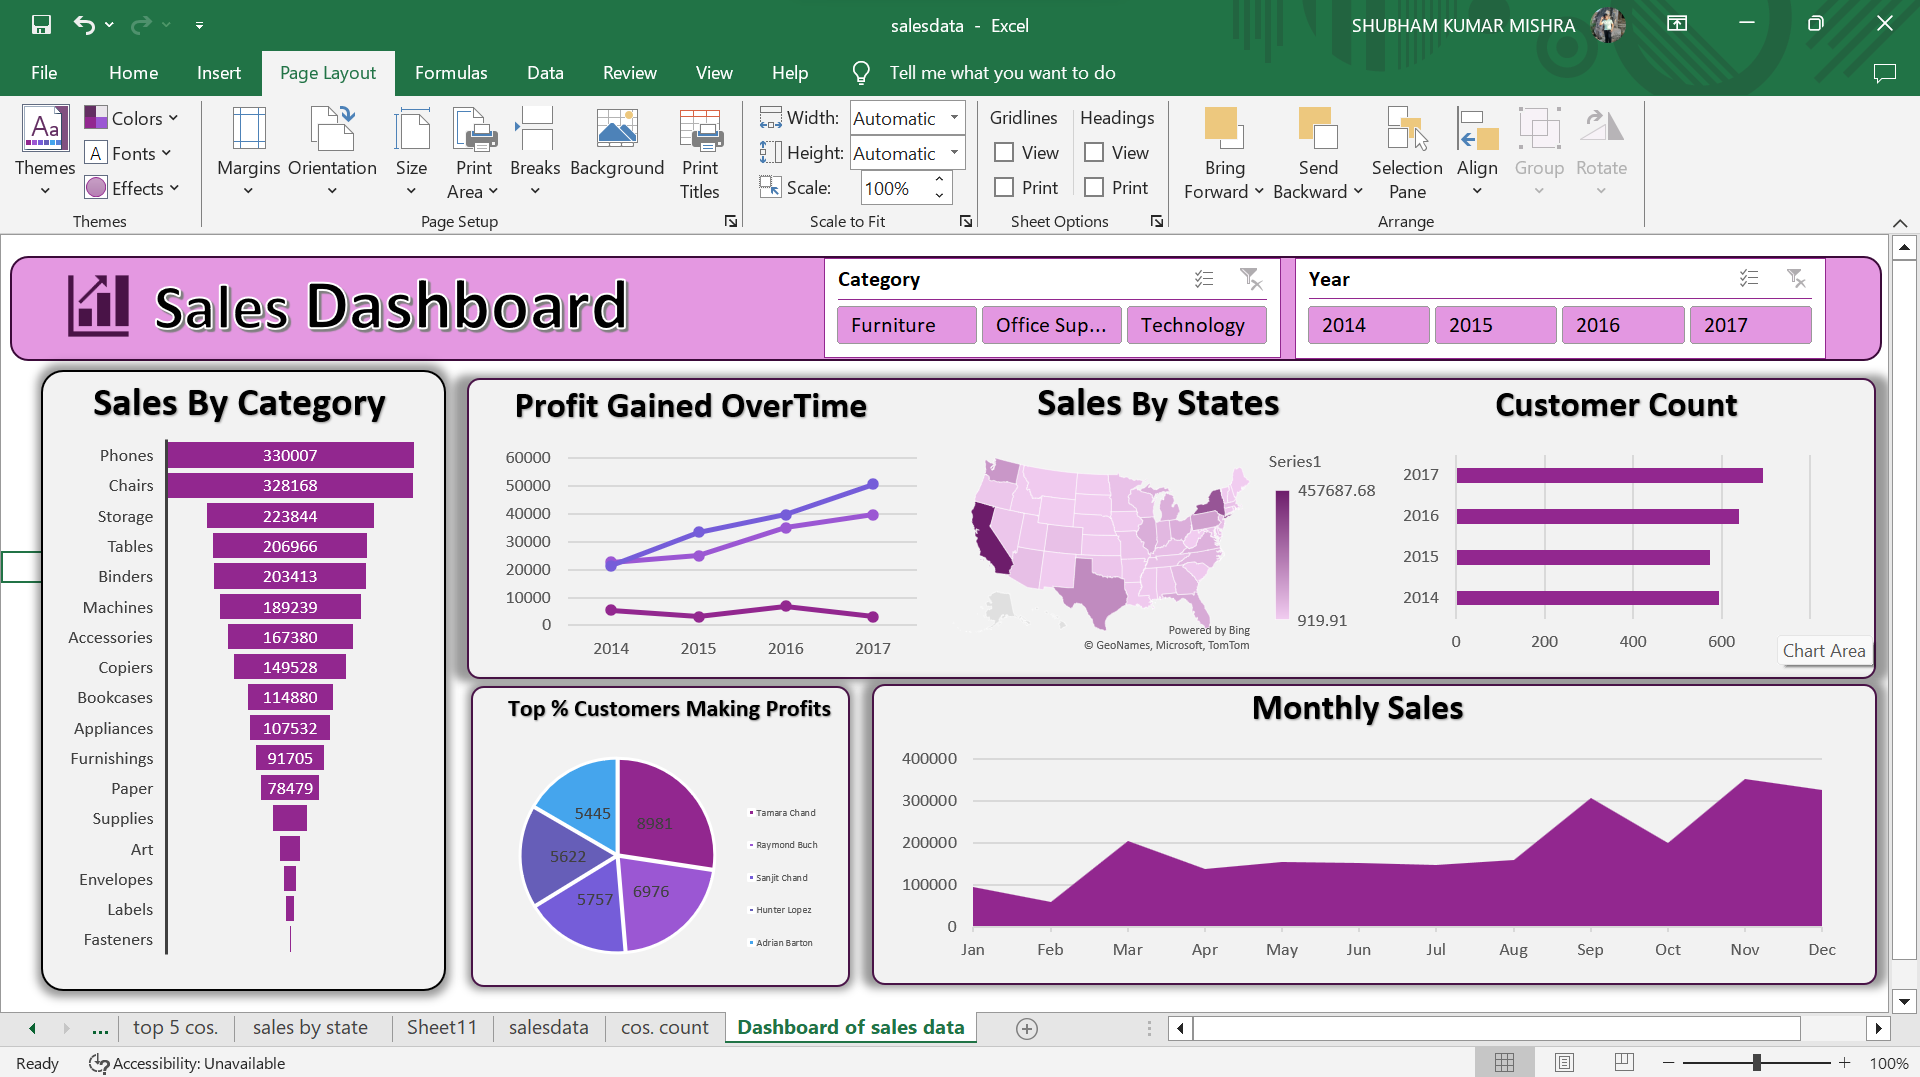 salesdata - Excel
SHUBHAM KUMAR MISHRA
File Home Insert Page Layout Formulas Data Review View Help Tell me what you want to do
Themes
Colors
Fonts
Effects
Themes
Margins
Orientation
Size
Print
Area
Breaks
Background
Print
Titles
Page Setup
Width: Automatic
Height: Automatic
Scale: 100%
Scale to Fit
Gridlines
View
Print
Headings
View
Print
Sheet Options
Bring
Forward
Send
Backward
Selection
Pane
Align
Group
Rotate
Arrange
Sales Dashboard
Category
Furniture Office Sup... Technology
Year
2014 2015 2016 2017
Sales By Category
Phones 330007
Chairs 328168
Storage 223844
Tables 206966
Binders 203413
Machines 189239
Accessories 167380
Copiers 149528
Bookcases 114880
Appliances 107532
Furnishings 91705
Paper 78479
Supplies
Art
Envelopes
Labels
Fasteners
Profit Gained OverTime
60000
50000
40000
30000
20000
10000
0
2014 2015 2016 2017
Sales By States
Series1
457687.68
919.91
Powered by Bing
© GeoNames, Microsoft, TomTom
Customer Count
2017
2016
2015
2014
0 200 400 600
Chart Area
Top % Customers Making Profits
5445
8981
5622
6976
5757
Tamara Chand
Raymond Buch
Sanjit Chand
Hunter Lopez
Adrian Barton
Monthly Sales
400000
300000
200000
100000
0
Jan Feb Mar Apr May Jun Jul Aug Sep Oct Nov Dec
... top 5 cos. sales by state Sheet11 salesdata cos. count Dashboard of sales data
Ready Accessibility: Unavailable
100%